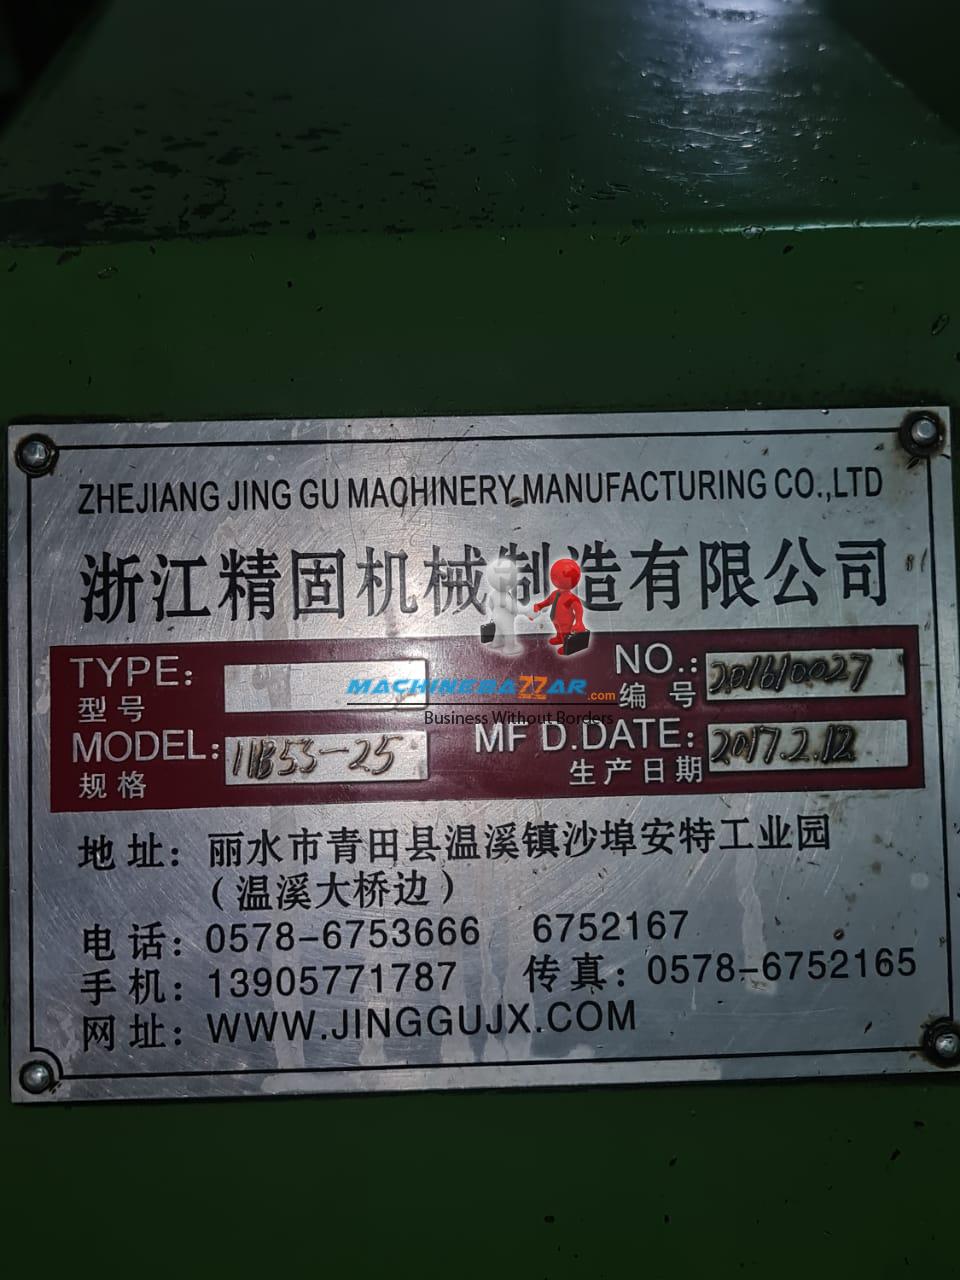 ZHEJIANG JING GU MACHINERY MANUFACTURING CO.,LTD
浙江精固机械制造有限公司
TYPE:
型号
NO.: 201610027
编号
MACHINEBAZZAR.com
Business Without Borders
MODEL: 11B53-25
规格
MF D.DATE: 2017.2.12
生产日期
地址：丽水市青田县温溪镇沙埠安特工业园
（温溪大桥边）
电话：0578-6753666 6752167
手机：13905771787 传真：0578-6752165
网址：WWW.JINGGUJX.COM